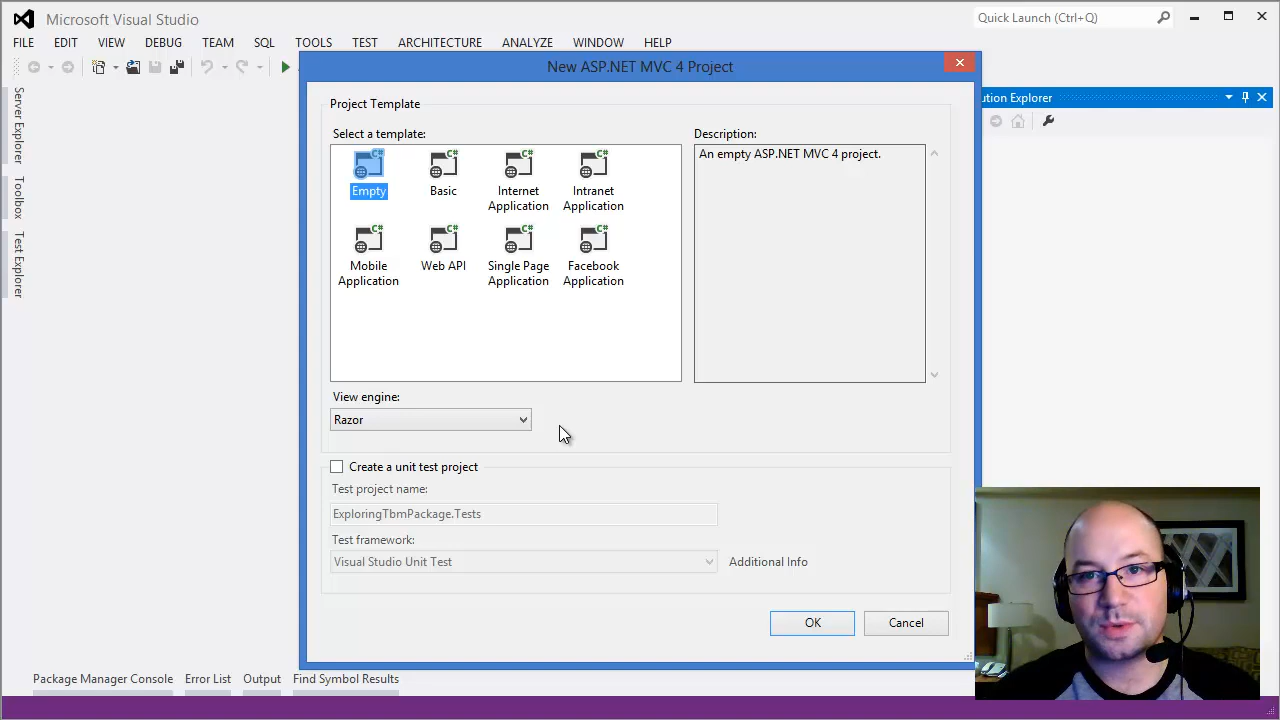 Microsoft Visual Studio
Quick Launch (Ctrl+Q)
FILE EDIT VIEW DEBUG TEAM SQL TOOLS TEST ARCHITECTURE ANALYZE WINDOW HELP
New ASP.NET MVC 4 Project
Server Explorer
Toolbox
Test Explorer
ution Explorer
Project Template
Select a template:
C# C# C# C#
Empty Basic Internet Application Intranet Application
C# C# C# C#
Mobile Application Web API Single Page Application Facebook Application
Description:
An empty ASP.NET MVC 4 project.
View engine:
Razor
Create a unit test project
Test project name:
ExploringTbmPackage.Tests
Test framework:
Visual Studio Unit Test
Additional Info
OK Cancel
Package Manager Console Error List Output Find Symbol Results